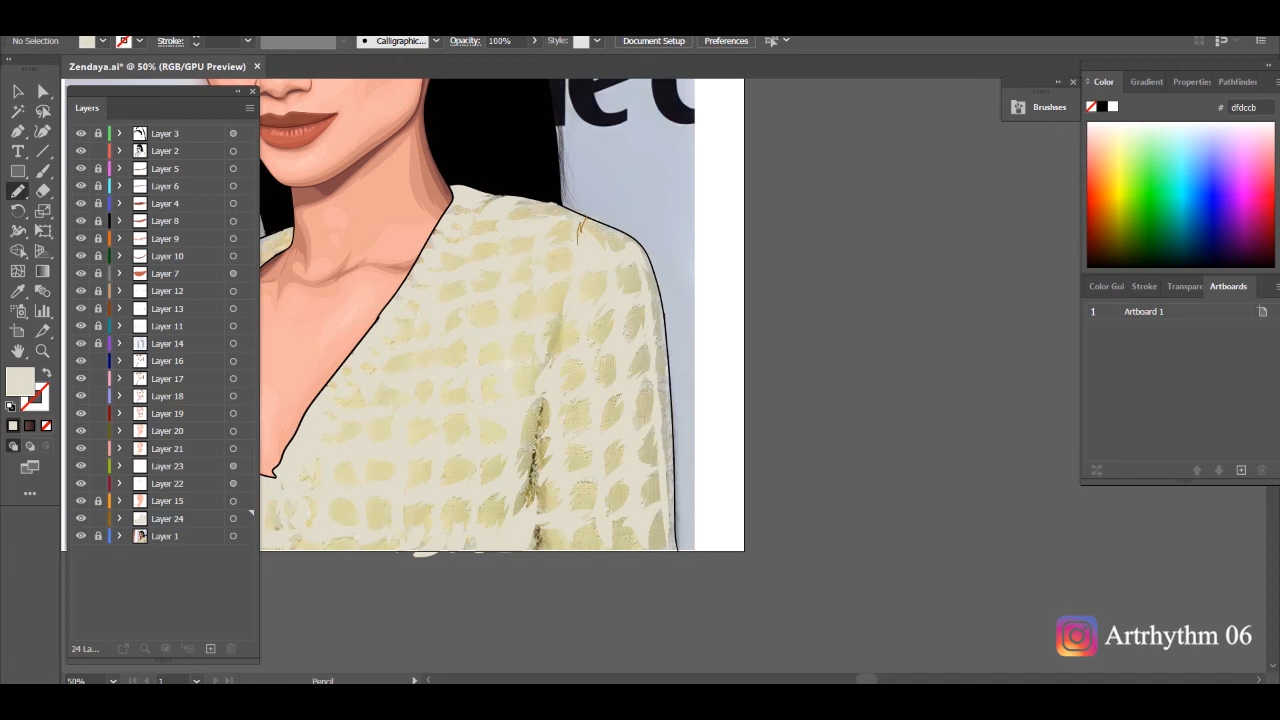 No Selection Stroke: Calligraphic... Opacity: 100% Style: Document Setup Preferences
Zendaya.ai* @ 50% (RGB/GPU Preview)
Layers
Layer 3
Layer 2
Layer 5
Layer 6
Layer 4
Layer 8
Layer 9
Layer 10
Layer 7
Layer 12
Layer 13
Layer 11
Layer 14
Layer 16
Layer 17
Layer 18
Layer 19
Layer 20
Layer 21
Layer 23
Layer 22
Layer 15
Layer 24
Layer 1
24 La...
50% 1 Pencil
Brushses
Color Gradient Properties Pathfinder
# dfdccb
Color Gui Stroke Transpare Artboards
1 Artboard 1
Artrhythm 06